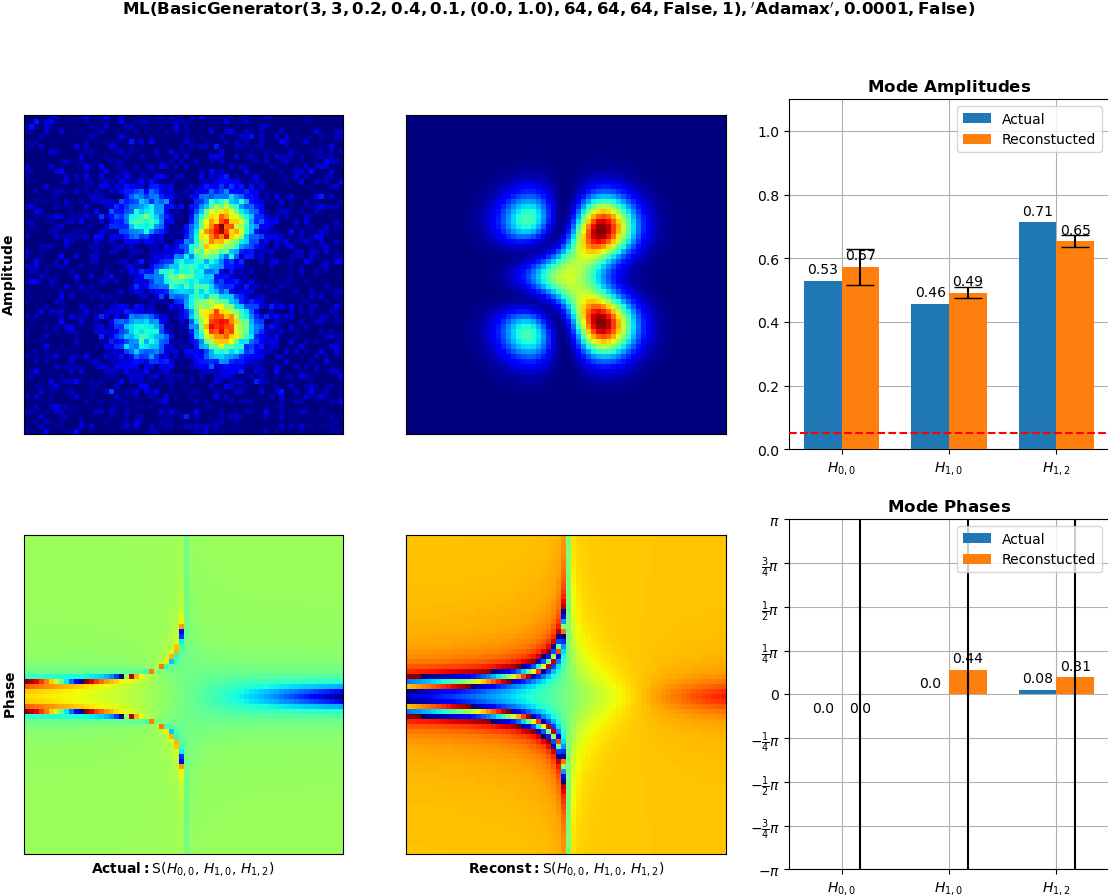 ML(BasicGenerator(3, 3, 0.2, 0.4, 0.1, (0.0, 1.0), 64, 64, 64, False, 1), ′Adamax′, 0.0001, False)
Amplitude
Mode Amplitudes
Actual
Reconstucted
1.0
0.8
0.6
0.4
0.2
0.0
0.53
0.57
0.46
0.49
0.71
0.65
H0,0
H1,0
H1,2
Phase
Actual: S(H0,0, H1,0, H1,2)
Reconst: S(H0,0, H1,0, H1,2)
Mode Phases
Actual
Reconstucted
π
3/4π
1/2π
1/4π
0
−1/4π
−1/2π
−3/4π
−π
0.0
0.0
0.0
0.44
0.08
0.31
H0,0
H1,0
H1,2